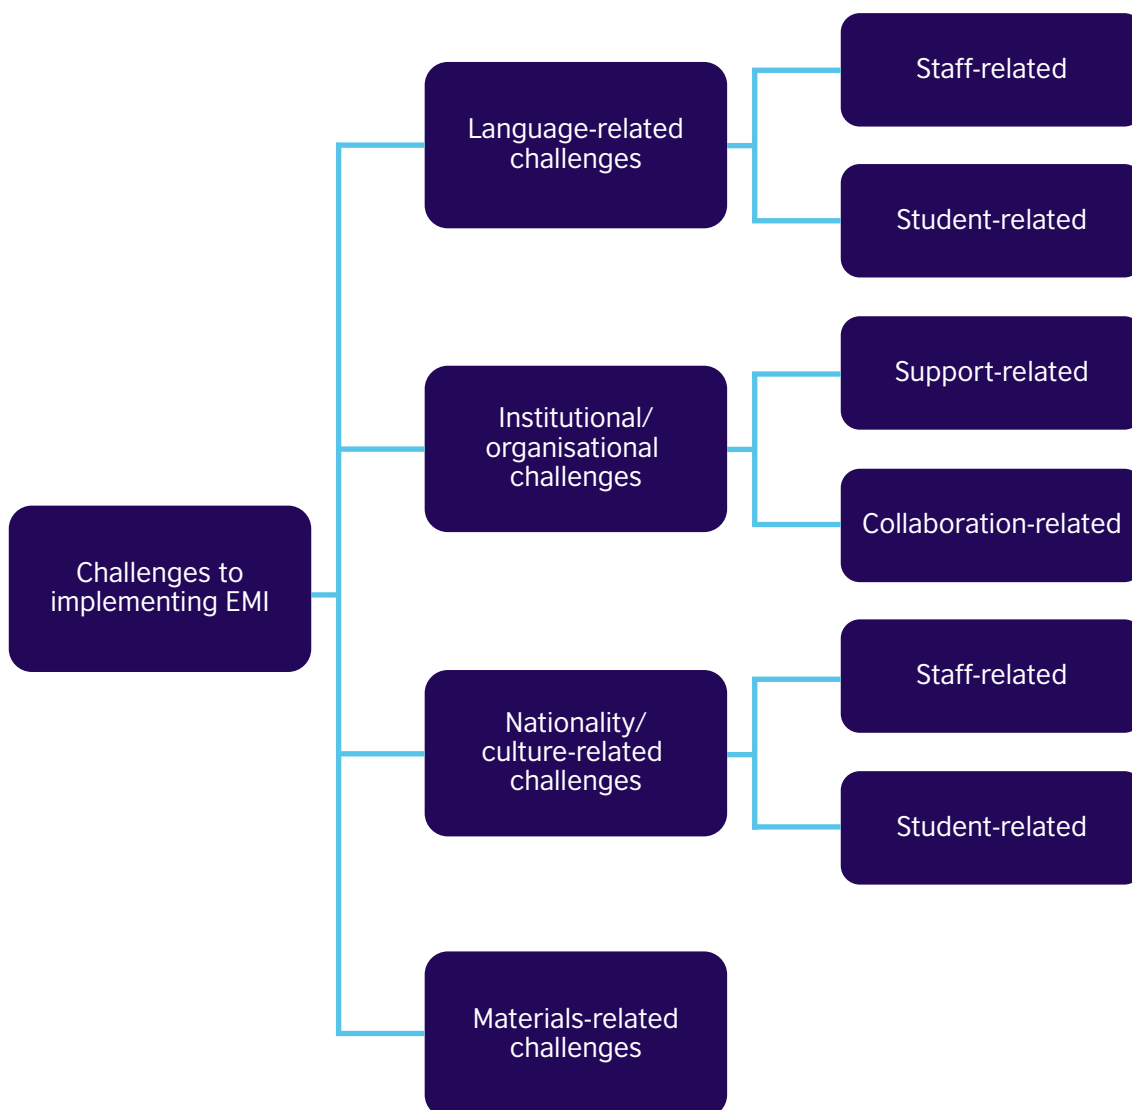 Challenges to
implementing EMI
Language-related
challenges
Staff-related
Student-related
Institutional/
organisational
challenges
Support-related
Collaboration-related
Nationality/
culture-related
challenges
Staff-related
Student-related
Materials-related
challenges